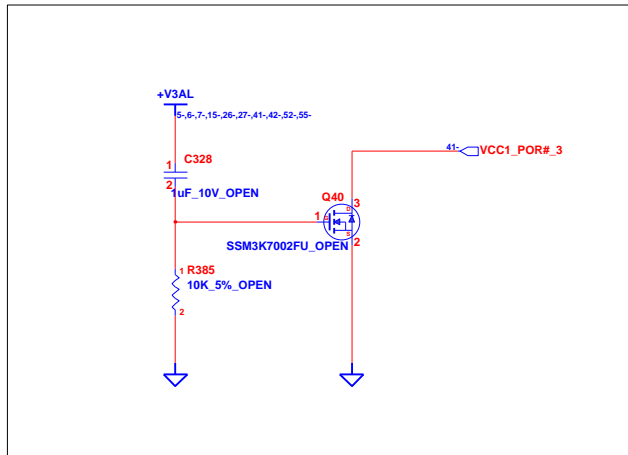 +V3AL
5-,6-,7-,15-,26-,27-,41-,42-,52-,55-
1
C328
2
1uF_10V_OPEN
41-
VCC1_POR#_3
Q40
3
D
1
G
S
2
SSM3K7002FU_OPEN
1
R385
10K_5%_OPEN
2